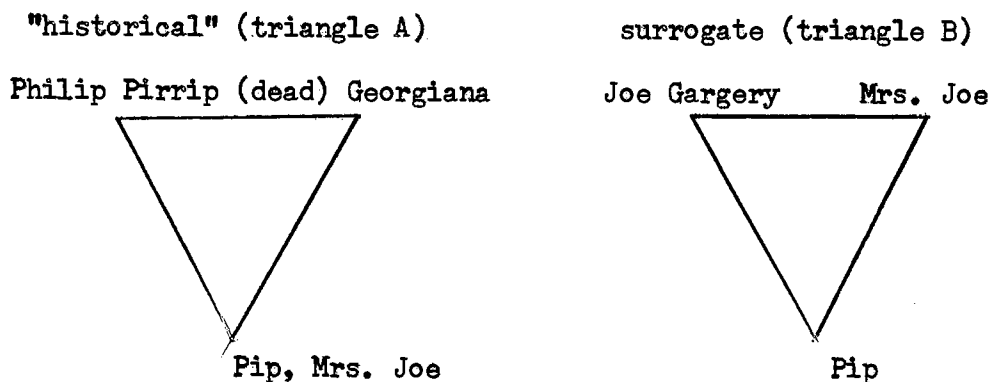 "historical" (triangle A) surrogate (triangle B)
Philip Pirrip (dead) Georgiana Joe Gargery Mrs. Joe
Pip, Mrs. Joe Pip